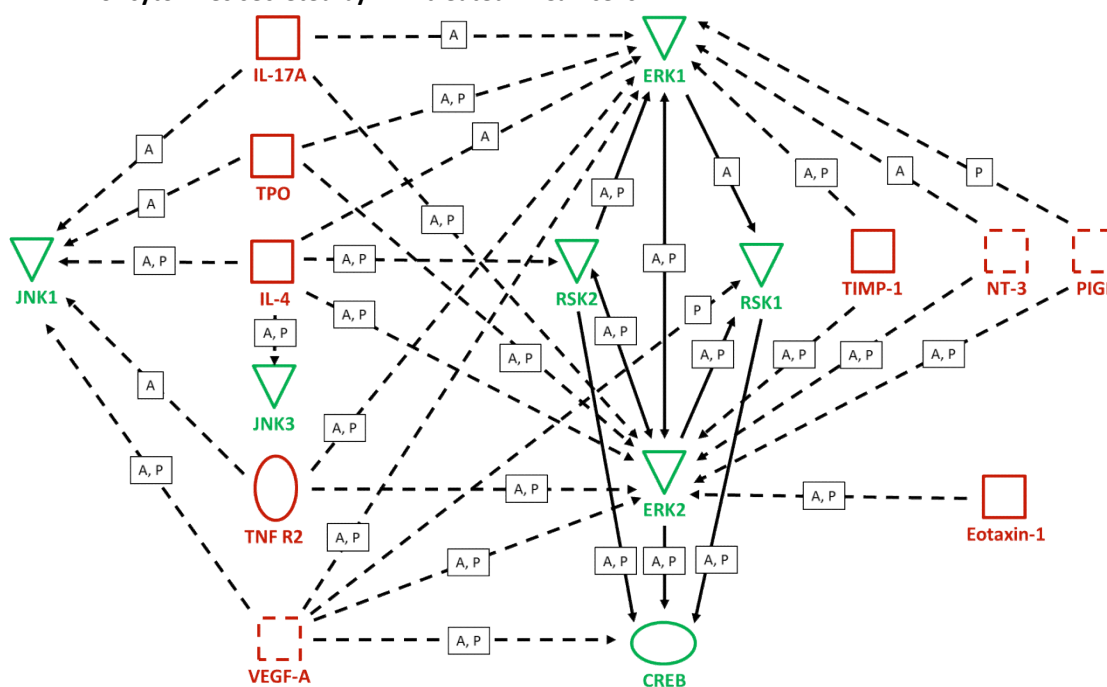 A
IL-17A
ERK1
A, P
A
A
P
A
TPO
A
A, P
A
A, P
A, P
A
A, P
A, P
A, P
JNK1
IL-4
RSK2
RSK1
TIMP-1
NT-3
A, P
P
A, P
A, P
A, P
A, P
A, P
A, P
A, P
A
JNK3
A, P
A, P
A, P
A, P
TNF R2
ERK2
Eotaxin-1
A, P
A, P
A, P
A, P
A, P
A, P
VEGF-A
CREB